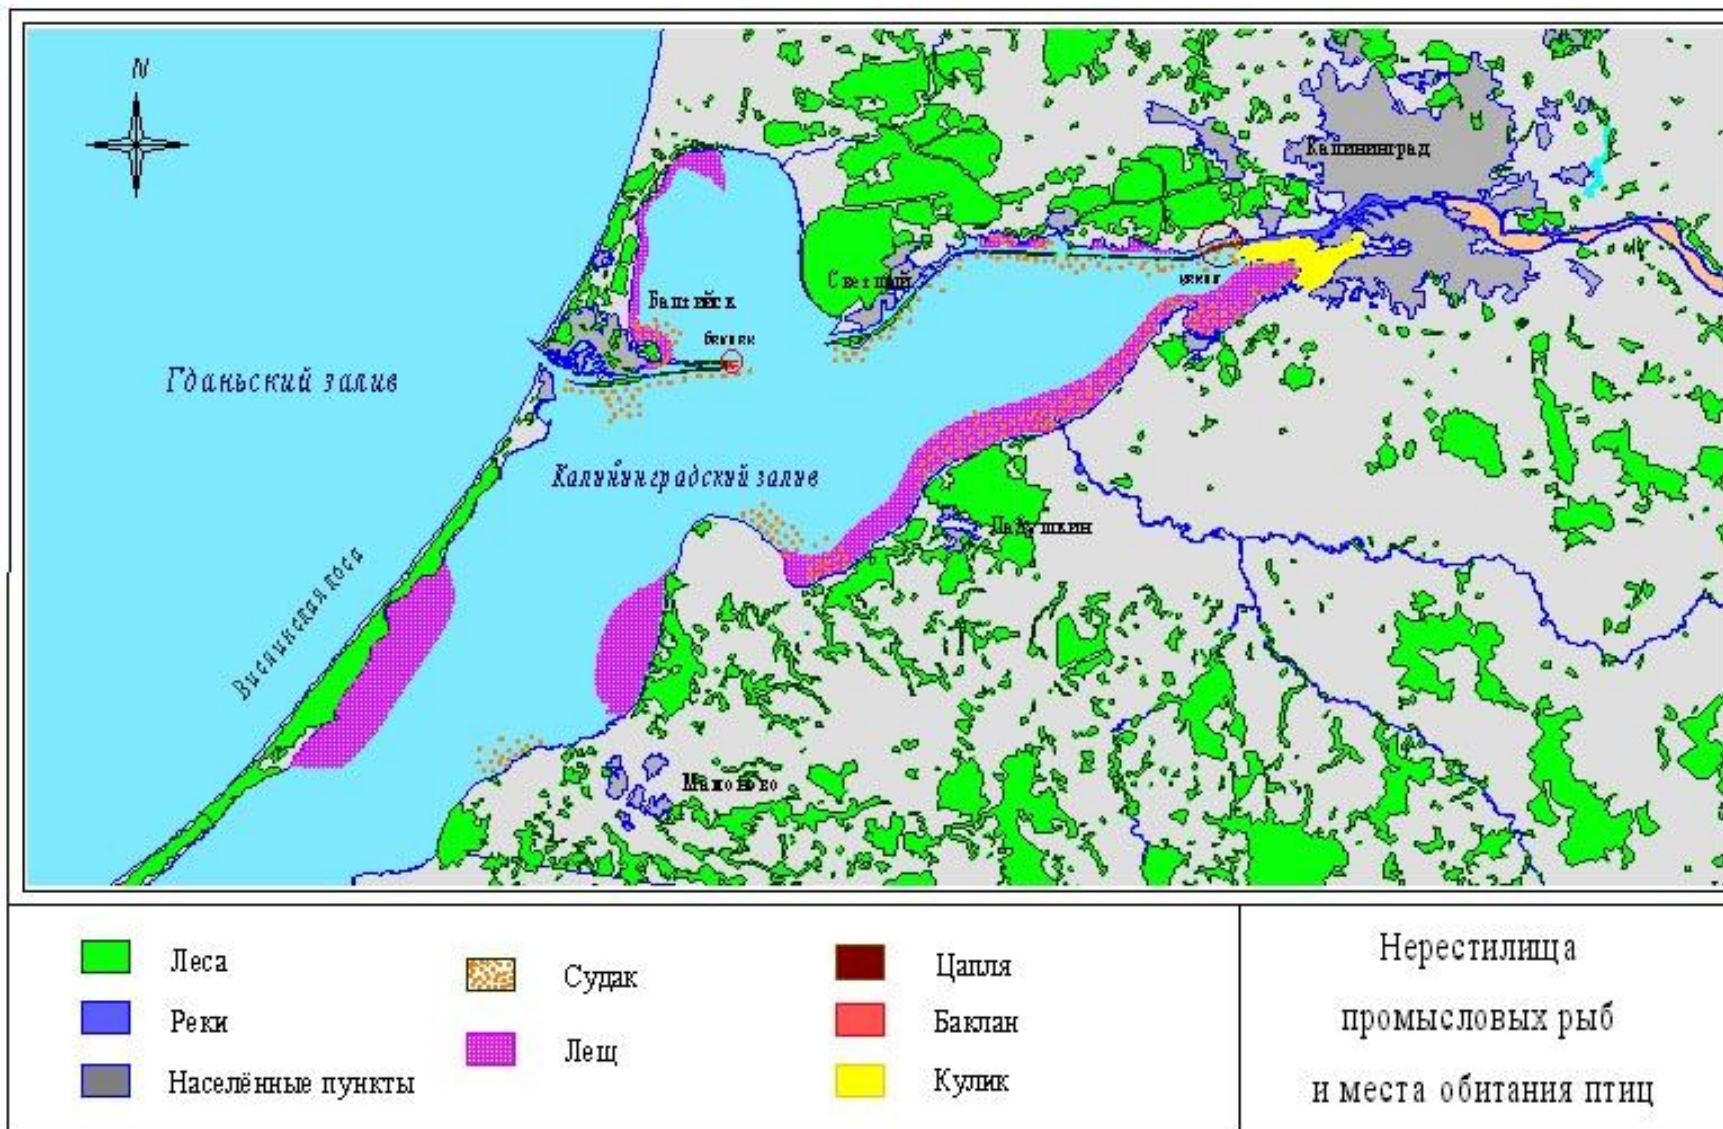 N
Калининград
Светлый
Балтийск
Гданьский залив
Калининградский залив
Ладушкин
Вислинская коса
Мамоново
Леса
Реки
Населённые пункты
Судак
Лещ
Цапля
Баклан
Кулик
Нерестилища
промысловых рыб
и места обитания птиц